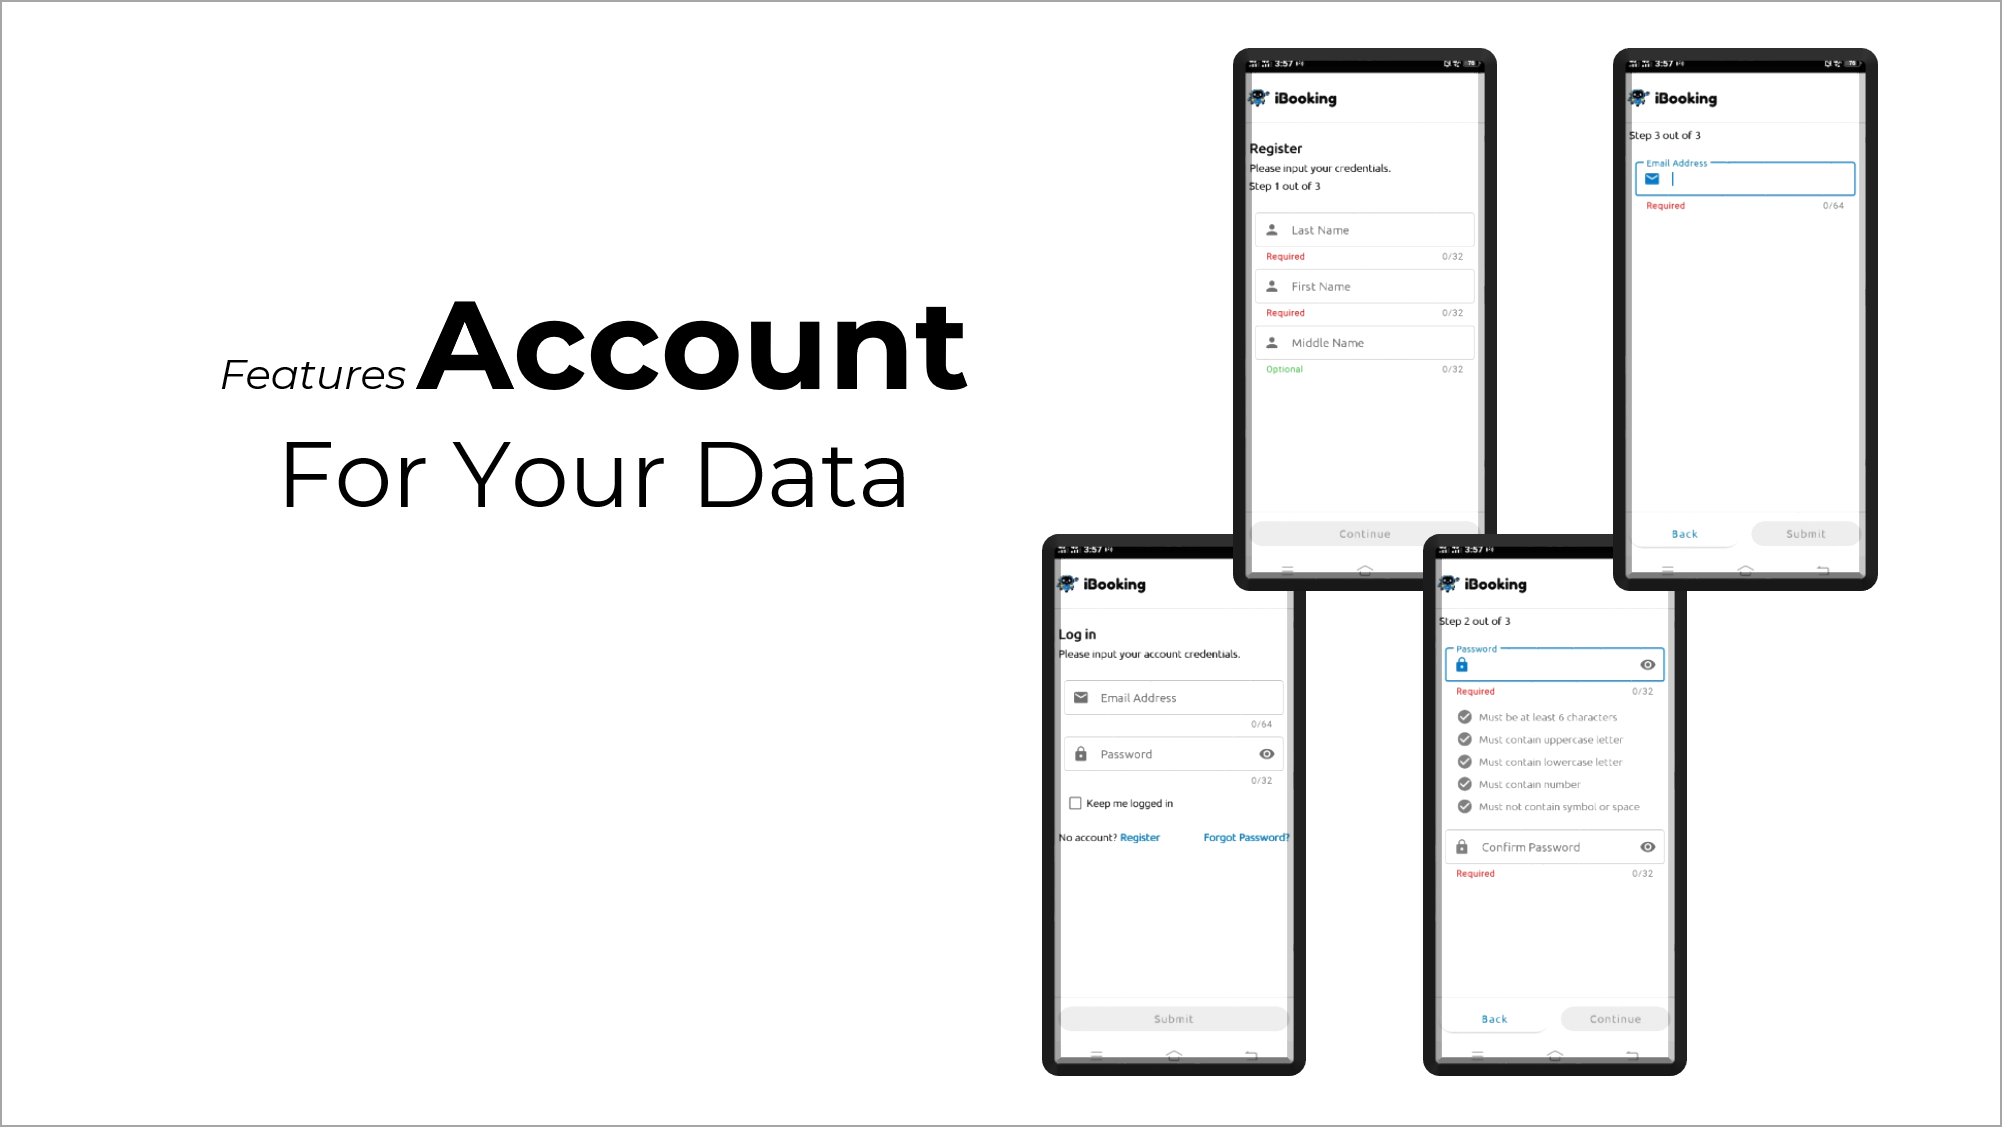 Features Account
For Your Data
3:57
76
iBooking
Register
Please input your credentials.
Step 1 out of 3
Last Name
Required 0/32
First Name
Required 0/32
Middle Name
Optional 0/32
Continue
3:57
76
iBooking
Step 3 out of 3
Email Address
Required 0/64
Back Submit
3:57
iBooking
Log in
Please input your account credentials.
Email Address
0/64
Password
0/32
Keep me logged in
No account? Register Forgot Password?
Submit
3:57
iBooking
Step 2 out of 3
Password
Required 0/32
Must be at least 6 characters
Must contain uppercase letter
Must contain lowercase letter
Must contain number
Must not contain symbol or space
Confirm Password
Required 0/32
Back Continue